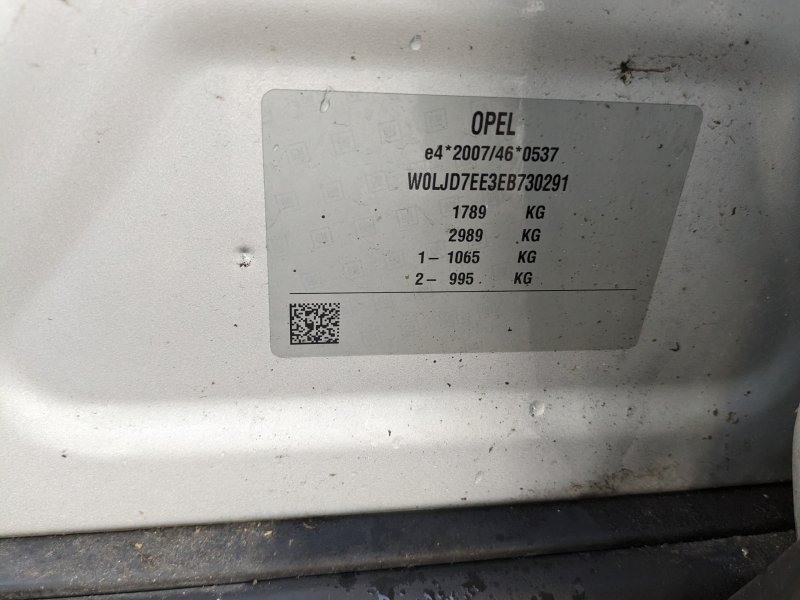 OPEL
e4*2007/46*0537
W0LJD7EE3EB730291
1789 KG
2989 KG
1- 1065 KG
2- 995 KG